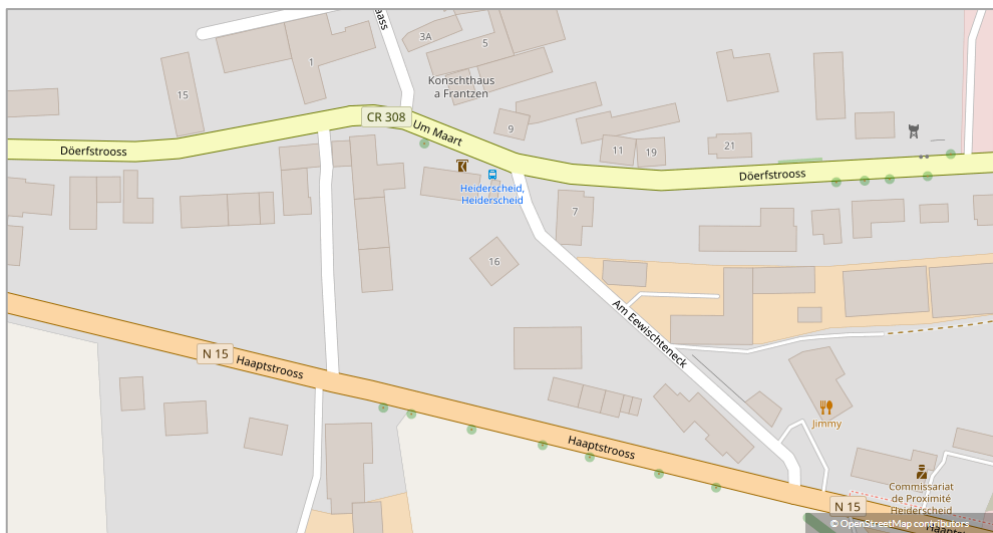 aass
3A
5
1
15
Konschthaus
a Frantzen
CR 308
Um Maart
9
11
19
21
Döerfstrooss
Döerfstrooss
Heiderscheid,
Heiderscheid
7
16
Am Eewischteneck
N 15
Haaptstrooss
Jimmy
Haaptstrooss
Commissariat
de Proximité
Heiderscheid
N 15
© OpenStreetMap contributors